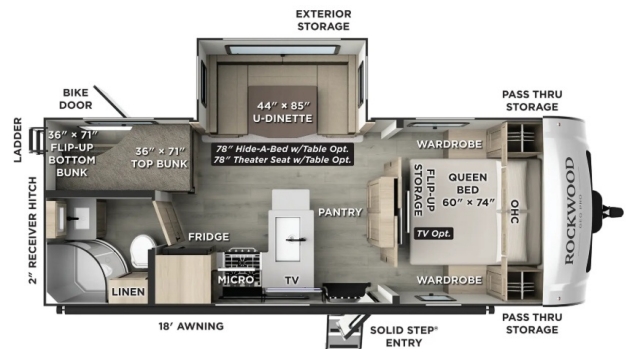 EXTERIOR
STORAGE
BIKE
DOOR
PASS THRU
STORAGE
LADDER
36" × 71"
FLIP-UP
BOTTOM
BUNK
36" × 71"
TOP BUNK
44" × 85"
U-DINETTE
78" Hide-A-Bed w/Table Opt.
78" Theater Seat w/Table Opt.
WARDROBE
FLIP-UP
STORAGE
QUEEN
BED
60" × 74"
OHC
TV Opt.
ROCKWOOD
2" RECEIVER HITCH
PANTRY
FRIDGE
LINEN
MICRO
TV
WARDROBE
18' AWNING
SOLID STEP®
ENTRY
PASS THRU
STORAGE